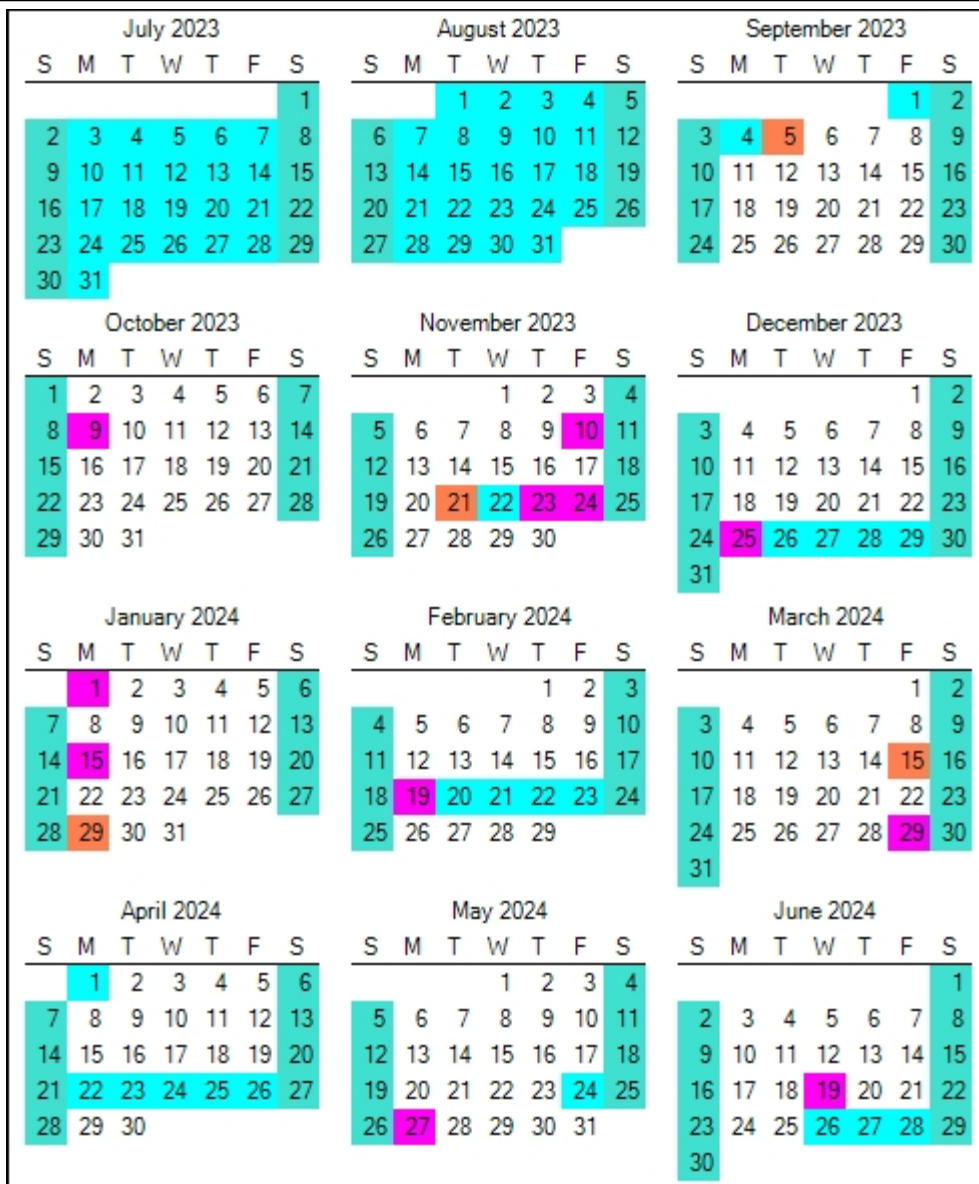 July 2023 August 2023 September 2023
S M T W T F S S M T W T F S S M T W T F S
1 1 2 3 4 5 1 2
2 3 4 5 6 7 8 6 7 8 9 10 11 12 3 4 5 6 7 8 9
9 10 11 12 13 14 15 13 14 15 16 17 18 19 10 11 12 13 14 15 16
16 17 18 19 20 21 22 20 21 22 23 24 25 26 17 18 19 20 21 22 23
23 24 25 26 27 28 29 27 28 29 30 31 24 25 26 27 28 29 30
30 31
October 2023 November 2023 December 2023
S M T W T F S S M T W T F S S M T W T F S
1 2 3 4 5 6 7 1 2 3 4 1 2
8 9 10 11 12 13 14 5 6 7 8 9 10 11 3 4 5 6 7 8 9
15 16 17 18 19 20 21 12 13 14 15 16 17 18 10 11 12 13 14 15 16
22 23 24 25 26 27 28 19 20 21 22 23 24 25 17 18 19 20 21 22 23
29 30 31 26 27 28 29 30 24 25 26 27 28 29 30
31
January 2024 February 2024 March 2024
S M T W T F S S M T W T F S S M T W T F S
1 2 3 4 5 6 1 2 3 1 2
7 8 9 10 11 12 13 4 5 6 7 8 9 10 3 4 5 6 7 8 9
14 15 16 17 18 19 20 11 12 13 14 15 16 17 10 11 12 13 14 15 16
21 22 23 24 25 26 27 18 19 20 21 22 23 24 17 18 19 20 21 22 23
28 29 30 31 25 26 27 28 29 24 25 26 27 28 29 30
31
April 2024 May 2024 June 2024
S M T W T F S S M T W T F S S M T W T F S
1 2 3 4 5 6 1 2 3 4 1
7 8 9 10 11 12 13 5 6 7 8 9 10 11 2 3 4 5 6 7 8
14 15 16 17 18 19 20 12 13 14 15 16 17 18 9 10 11 12 13 14 15
21 22 23 24 25 26 27 19 20 21 22 23 24 25 16 17 18 19 20 21 22
28 29 30 26 27 28 29 30 31 23 24 25 26 27 28 29
30